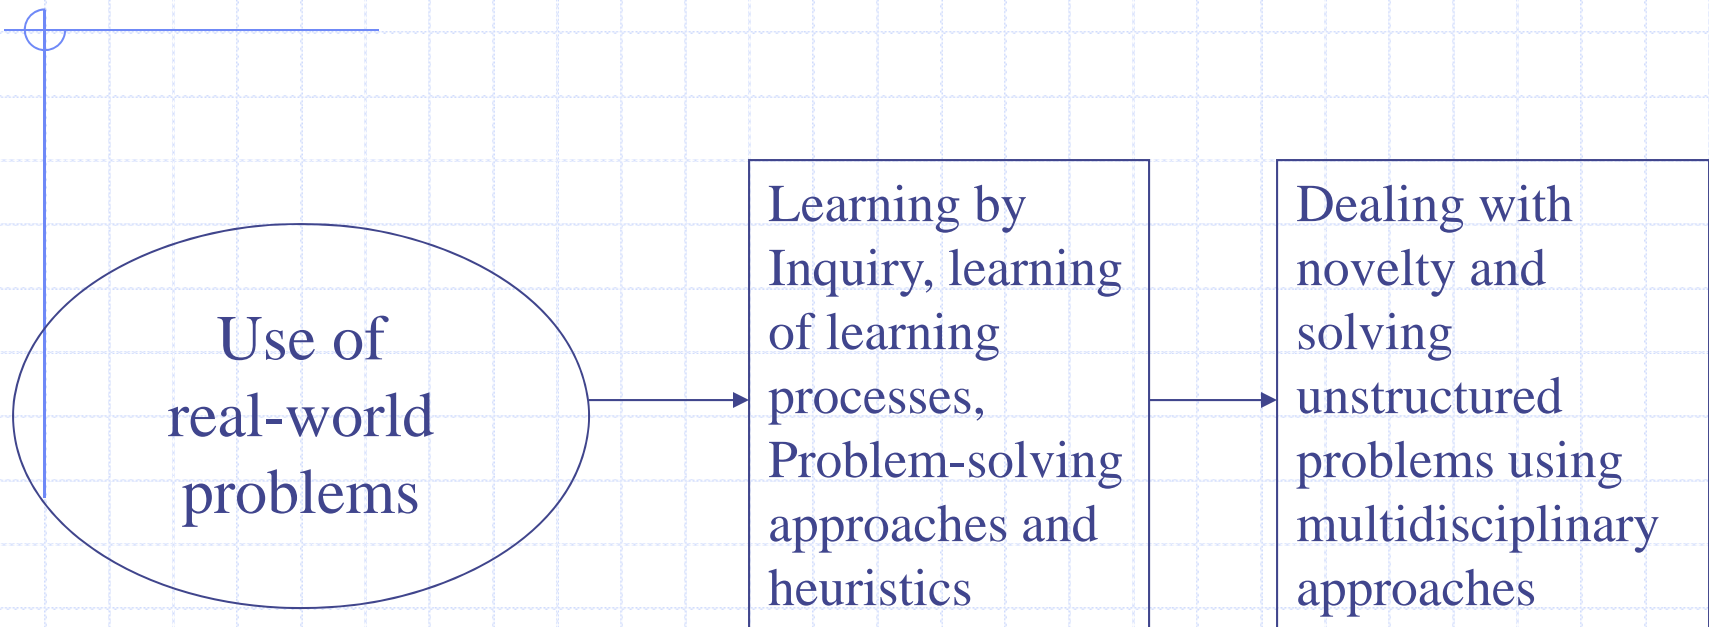 Use of
real-world
problems
Learning by
Inquiry, learning
of learning
processes,
Problem-solving
approaches and
heuristics
Dealing with
novelty and
solving
unstructured
problems using
multidisciplinary
approaches